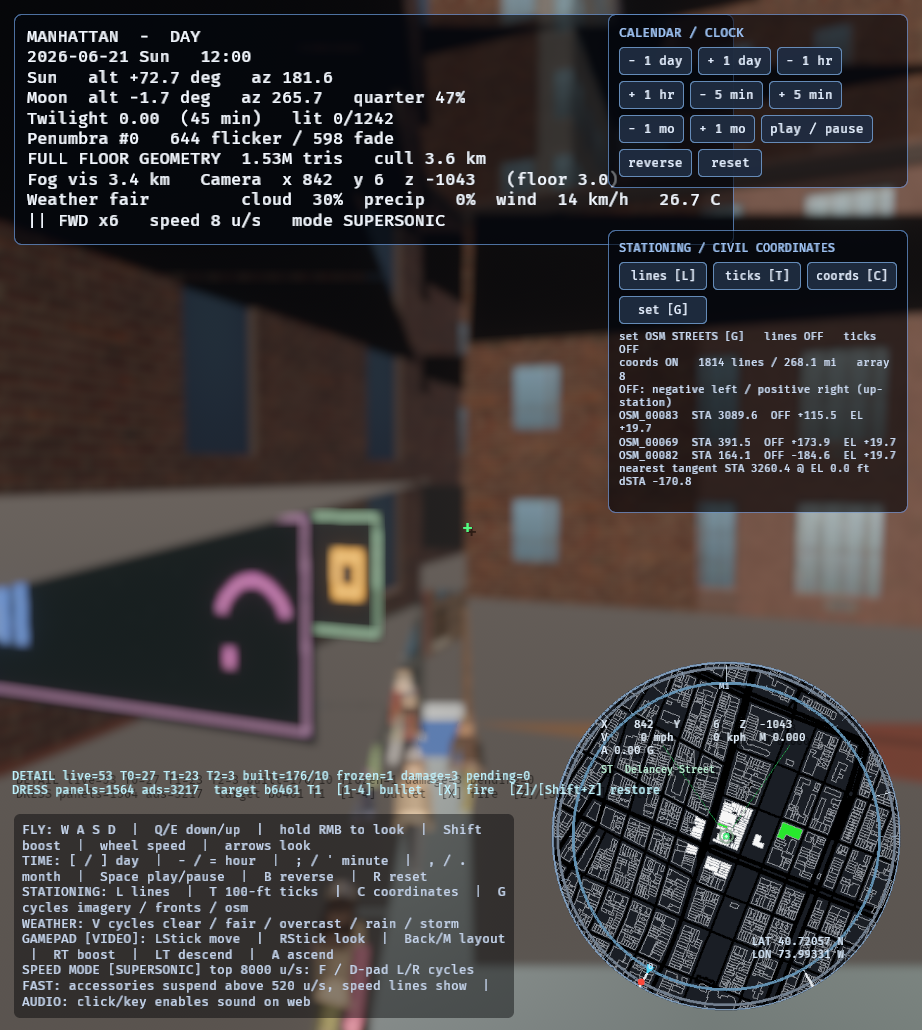 MANHATTAN  -  DAY
2026-06-21 Sun   12:00
Sun   alt +72.7 deg   az 181.6
Moon  alt -1.7 deg   az 265.7   quarter 47%
Twilight 0.00  (45 min)   lit 0/1242
Penumbra #0   644 flicker / 598 fade
FULL FLOOR GEOMETRY  1.53M tris   cull 3.6 km
Fog vis 3.4 km   Camera  x 842  y 6  z -1043   (floor 3.0)
Weather fair         cloud  30%  precip   0%  wind  14 km/h   26.7 C
|| FWD x6   speed 8 u/s   mode SUPERSONIC
CALENDAR / CLOCK
- 1 day  + 1 day  - 1 hr
+ 1 hr  - 5 min  + 5 min
- 1 mo  + 1 mo  play / pause
reverse  reset
STATIONING / CIVIL COORDINATES
lines [L]  ticks [T]  coords [C]
set [G]
set OSM STREETS [G]   lines OFF   ticks
OFF
coords ON   1814 lines / 268.1 mi   array
8
OFF: negative left / positive right (up-
station)
OSM_00083  STA 3089.6  OFF +115.5  EL
+19.7
OSM_00069  STA 391.5  OFF +173.9  EL +19.7
OSM_00082  STA 164.1  OFF -184.6  EL +19.7
nearest tangent STA 3260.4 @ EL 0.0 ft
dSTA -170.8
X    842   Y     6   Z  -1043
V    0 mph       0 kph  M 0.000
A 0.00 G
ST  Delancey Street
LAT 40.72057 N
LON 73.99331 W
DETAIL live=53 T0=27 T1=23 T2=3 built=176/10 frozen=1 damage=3 pending=0
DRESS panels=1564 ads=3217  target b6461 T1  [1-4] bullet  [X] fire  [Z]/[Shift+Z] restore
FLY: W A S D  |  Q/E down/up  |  hold RMB to look  |  Shift
boost  |  wheel speed  |  arrows look
TIME: [ / ] day  |  - / = hour  |  ; / ' minute  |  , / .
month  |  Space play/pause  |  B reverse  |  R reset
STATIONING: L lines  |  T 100-ft ticks  |  C coordinates  |  G
cycles imagery / fronts / osm
WEATHER: V cycles clear / fair / overcast / rain / storm
GAMEPAD [VIDEO]: LStick move  |  RStick look  |  Back/M layout
|  RT boost  |  LT descend  |  A ascend
SPEED MODE [SUPERSONIC] top 8000 u/s: F / D-pad L/R cycles
FAST: accessories suspend above 520 u/s, speed lines show  |
AUDIO: click/key enables sound on web